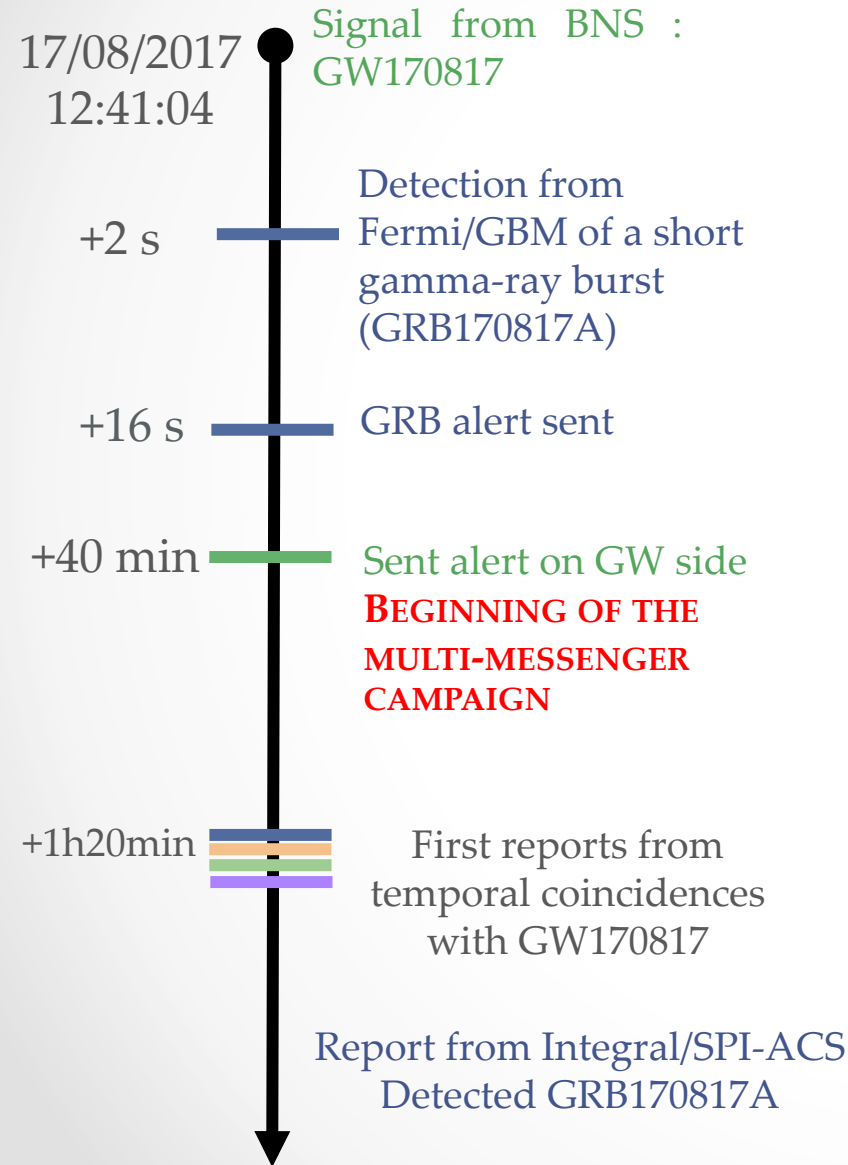 17/08/2017
12:41:04
Signal from BNS :
GW170817
+2 s
Detection from
Fermi/GBM of a short
gamma-ray burst
(GRB170817A)
+16 s
GRB alert sent
+40 min
Sent alert on GW side
BEGINNING OF THE
MULTI-MESSENGER
CAMPAIGN
+1h20min
First reports from
temporal coincidences
with GW170817
Report from Integral/SPI-ACS
Detected GRB170817A